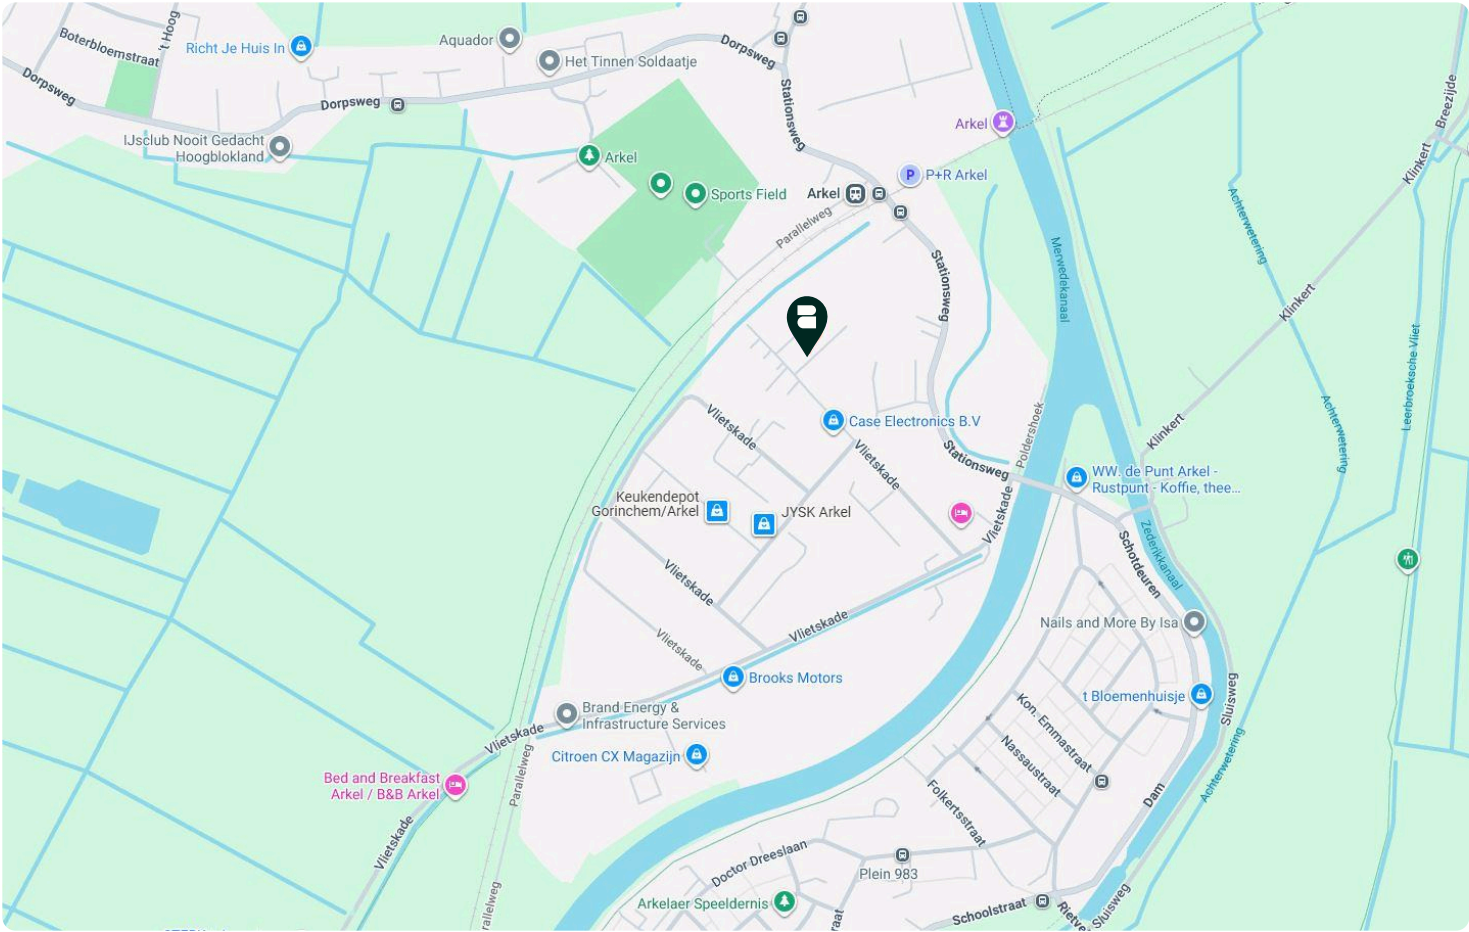 Boterbloemstraat
't Hoog
Richt Je Huis In
Aquador
Het Tinnen Soldaatje
Dorpsweg
Dorpsweg
Dorpsweg
Stationsweg
IJsclub Nooit Gedacht
Hoogblokland
Arkel
Sports Field
Arkel
P+R Arkel
Arkel
Parallelweg
Stationsweg
Merwedekanaal
Breezijde
Klinkert
Achterwetering
Klinkert
Leerbroeksche Vliet
Achterwetering
Klinkert
Vlietskade
Case Electronics B.V
Vlietskade
Poldershoek
Stationsweg
WW. de Punt Arkel -
Rustpunt - Koffie, thee...
Keukendepot
Gorinchem/Arkel
JYSK Arkel
Vlietskade
Zederikkanaal
Schotdeuren
Vlietskade
Vlietskade
Vlietskade
Nails and More By Isa
Brooks Motors
t Bloemenhuisje
Sluisweg
Brand Energy &
Infrastructure Services
Kon. Emmastraat
Vlietskade
Citroen CX Magazijn
Nassaustraat
Achterwetering
Parallelweg
Bed and Breakfast
Arkel / B&B Arkel
Dam
Folkertsstraat
Vlietskade
Doctor Dreeslaan
Plein 983
Arkelaer Speeldernis
Schoolstraat
Sluisweg